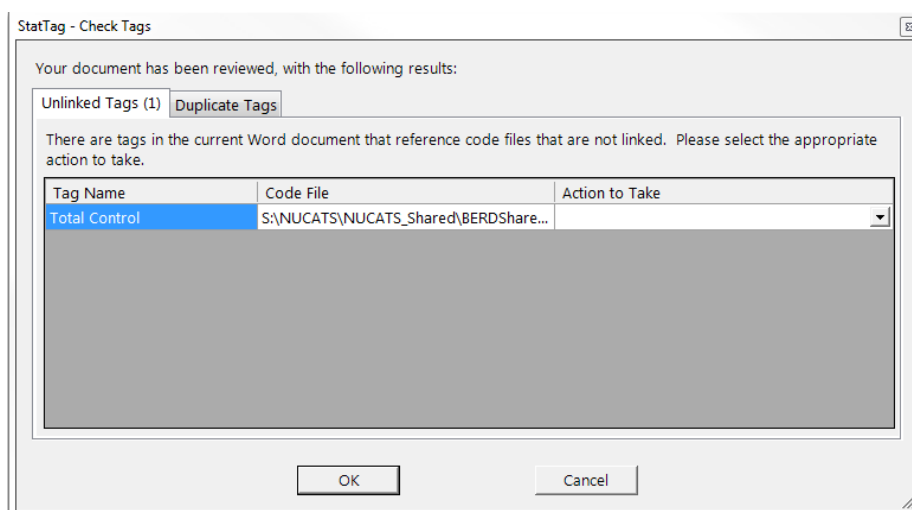 StatTag - Check Tags
Your document has been reviewed, with the following results:
Unlinked Tags (1) Duplicate Tags
There are tags in the current Word document that reference code files that are not linked. Please select the appropriate
action to take.
Tag Name Code File Action to Take
Total Control S:\NUCATS\NUCATS_Shared\BERDShare...
OK Cancel